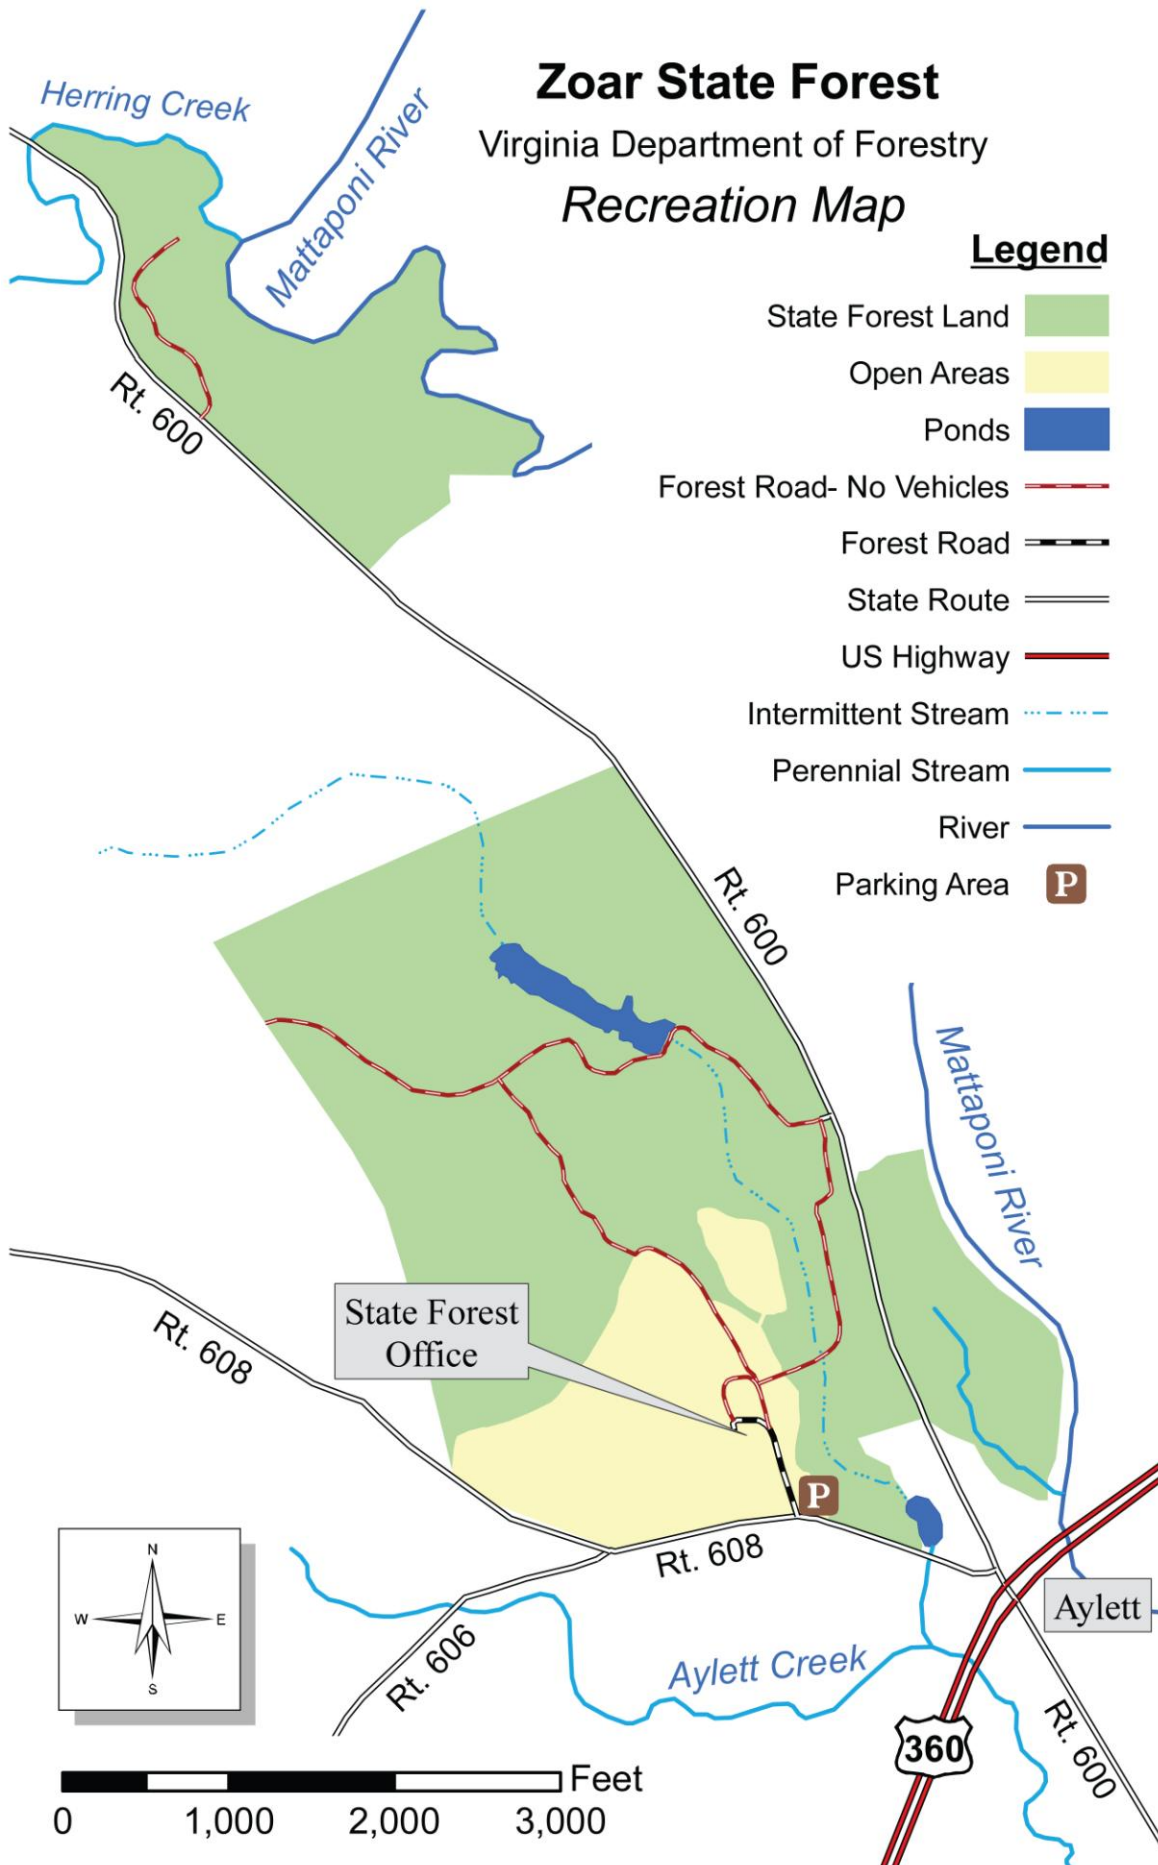 Zoar State Forest
Virginia Department of Forestry
Recreation Map
Herring Creek
Mattaponi River
Legend
State Forest Land
Open Areas
Ponds
Forest Road- No Vehicles
Forest Road
State Route
US Highway
Intermittent Stream
Perennial Stream
River
Parking Area P
Rt. 600
Rt. 600
Mattaponi River
State Forest
Office
Rt. 608
P
Rt. 608
N
W E
S
Rt. 606
Aylett Creek
Aylett
360
Rt. 600
Feet
0 1,000 2,000 3,000